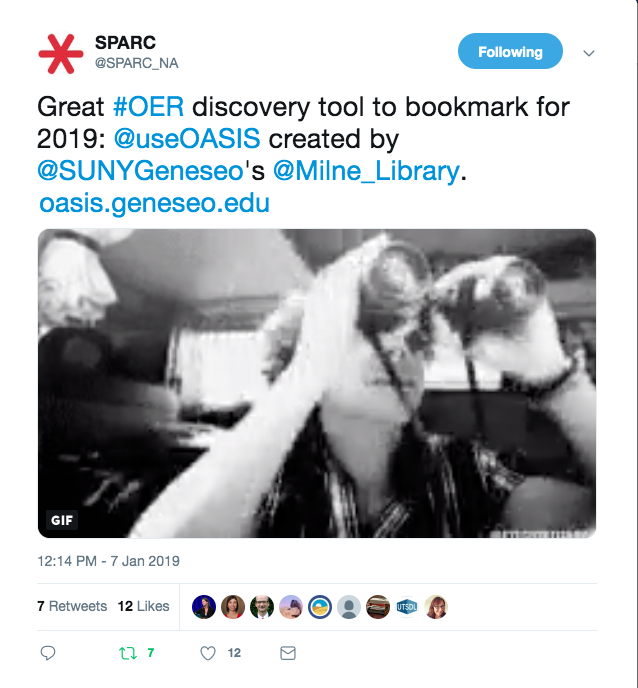 SPARC
@SPARC_NA
Following
Great #OER discovery tool to bookmark for
2019: @useOASIS created by
@SUNYGeneseo's @Milne_Library.
oasis.geneseo.edu
GIF
12:14 PM - 7 Jan 2019
7 Retweets 12 Likes
UTSDL
7 12